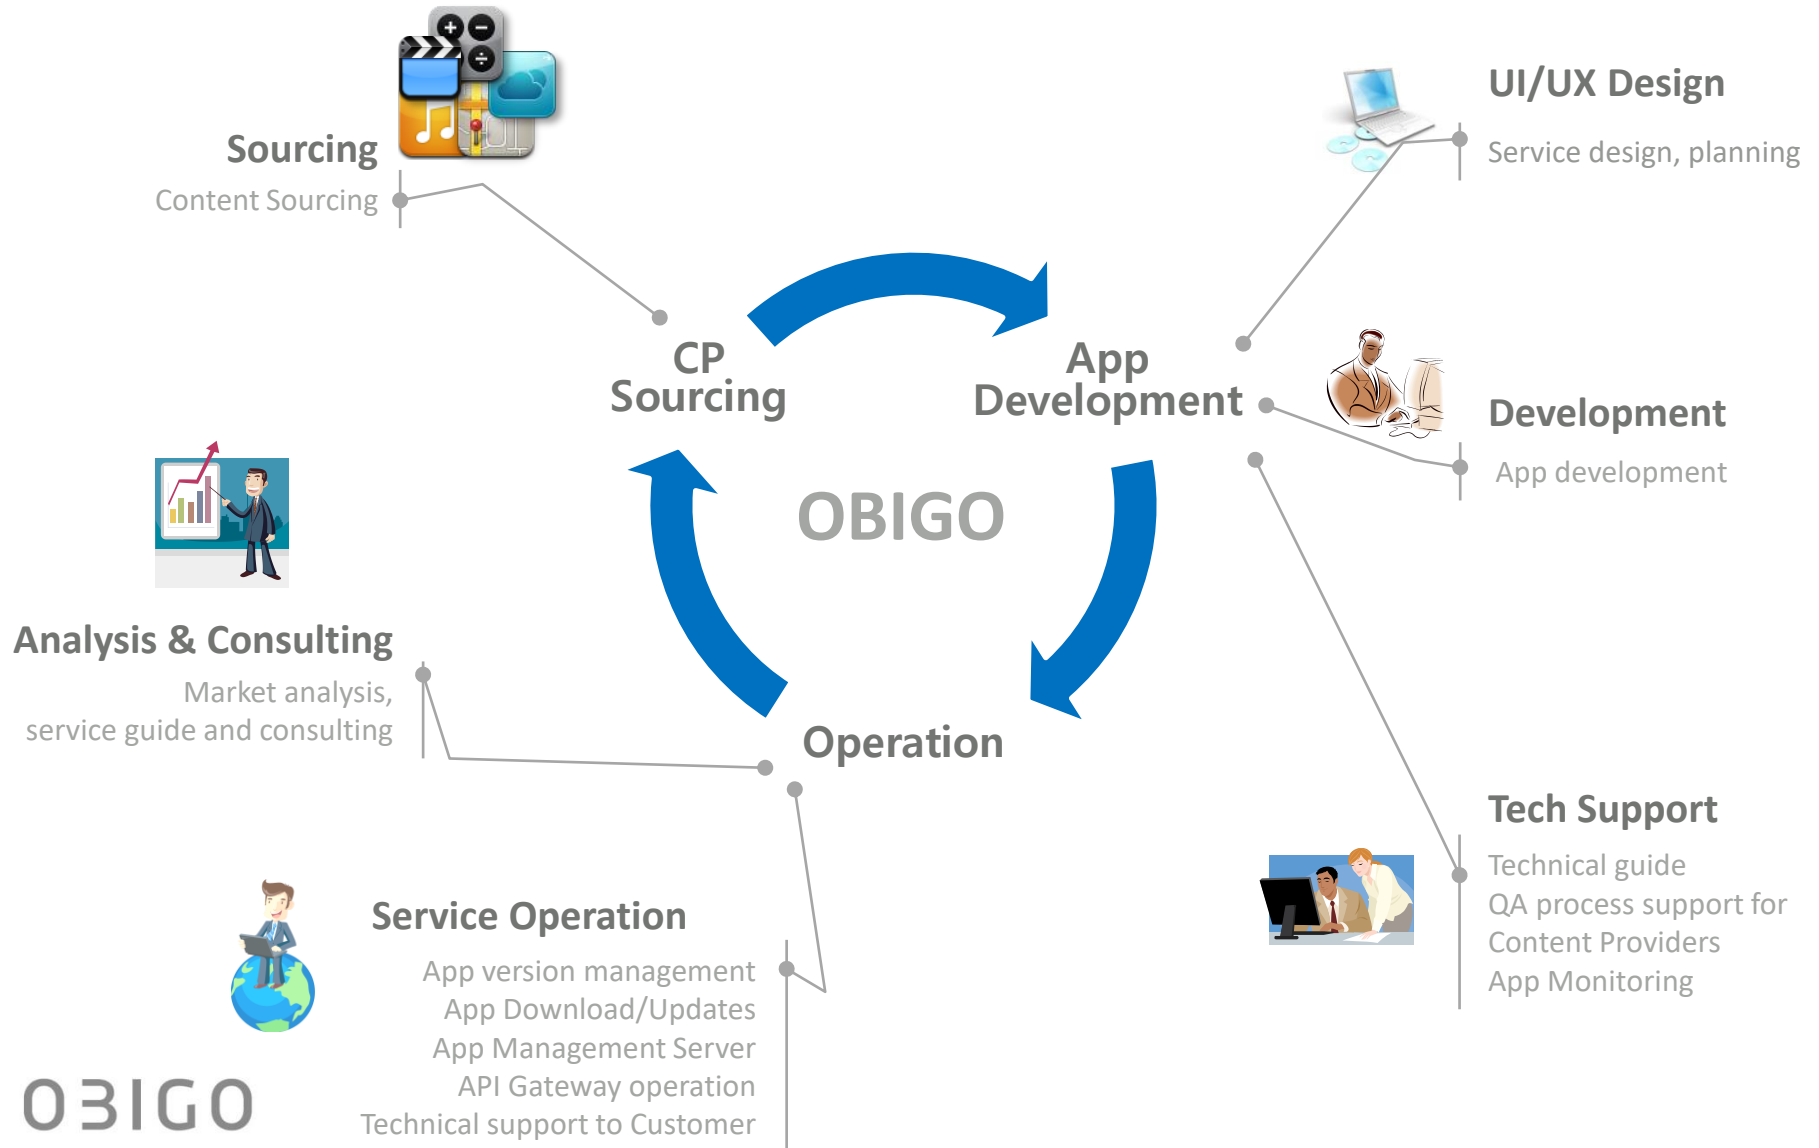 Sourcing
Content Sourcing
UI/UX Design
Service design, planning
CP
Sourcing
App
Development
Development
App development
OBIGO
Analysis & Consulting
Market analysis,
service guide and consulting
Operation
Tech Support
Technical guide
QA process support for
Content Providers
App Monitoring
Service Operation
App version management
App Download/Updates
App Management Server
API Gateway operation
Technical support to Customer
OBIGO